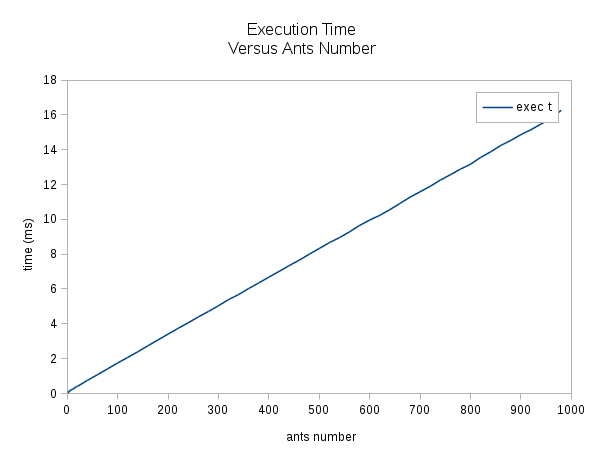 Execution Time
Versus Ants Number
18
16
14
12
10
8
6
4
2
0
time (ms)
exec t
0 100 200 300 400 500 600 700 800 900 1000
ants number